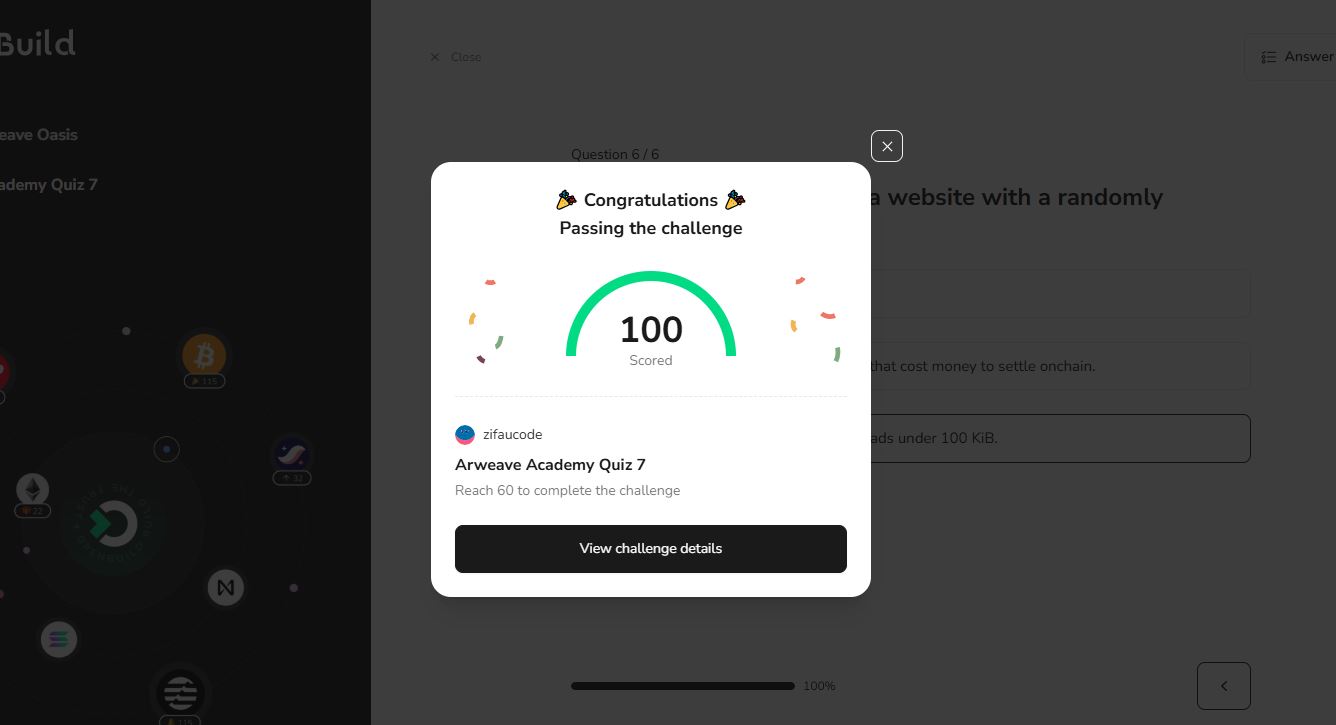 Build
eave Oasis
ademy Quiz 7
115
32
22
115
Close
Answer
Question 6 / 6
a website with a randomly
that cost money to settle onchain.
ads under 100 KiB.
🎉 Congratulations 🎉
Passing the challenge
100
Scored
zifaucode
Arweave Academy Quiz 7
Reach 60 to complete the challenge
View challenge details
100%